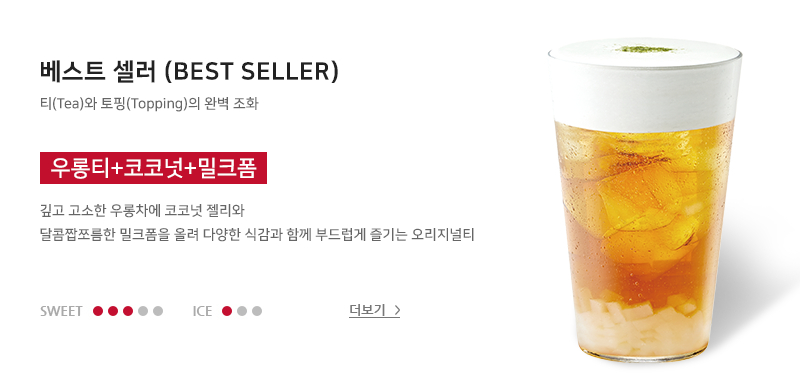 베스트 셀러 (BEST SELLER)
티(Tea)와 토핑(Topping)의 완벽 조화
우롱티+코코넛+밀크폼
깊고 고소한 우롱차에 코코넛 젤리와
달콤짭쪼름한 밀크폼을 올려 다양한 식감과 함께 부드럽게 즐기는 오리지널티
SWEET ICE 더보기 >